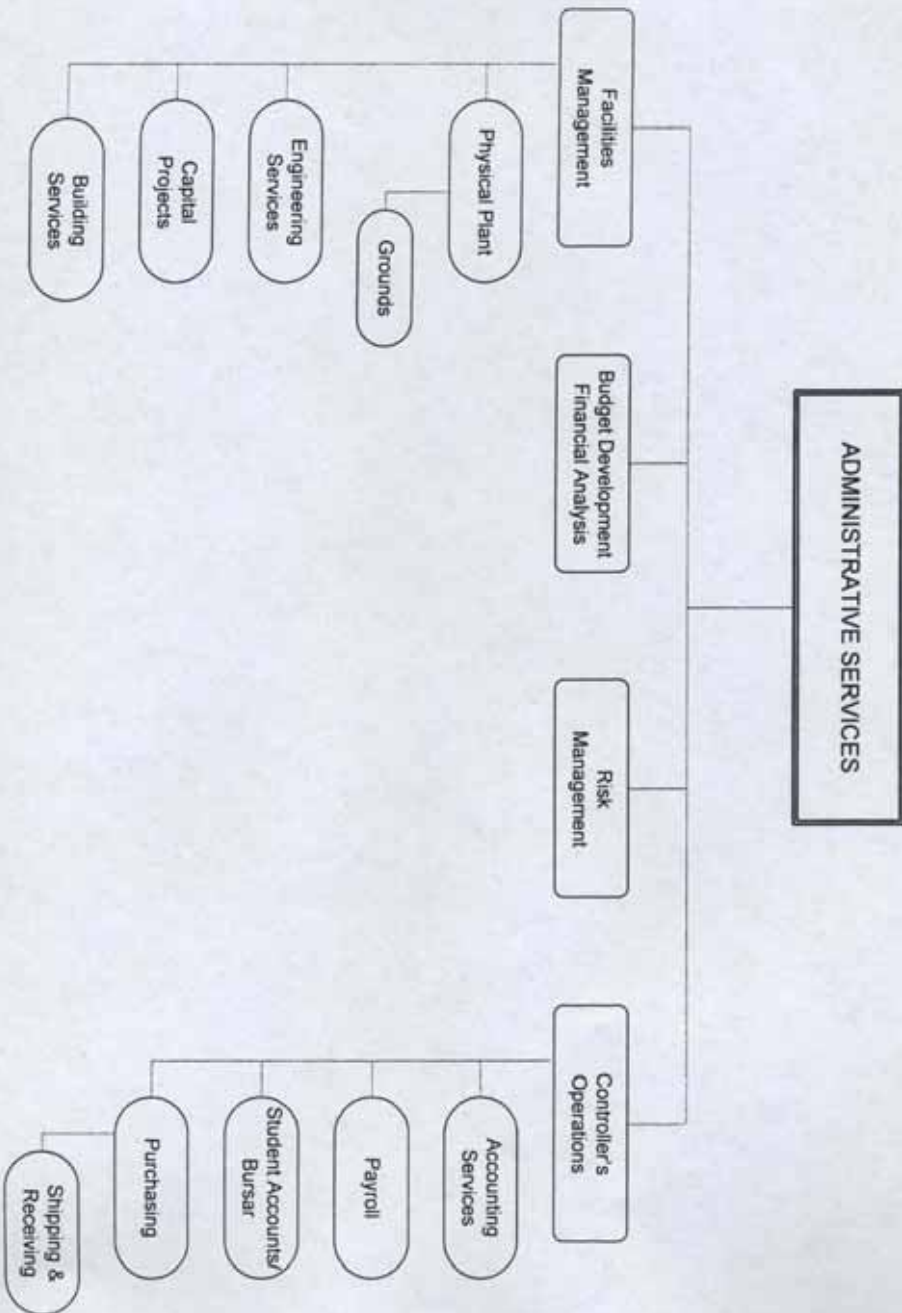 ADMINISTRATIVE SERVICES
Facilities
Management
Budget Development
Financial Analysis
Risk
Management
Controller's
Operations
Physical Plant
Grounds
Engineering
Services
Capital
Projects
Building
Services
Accounting
Services
Payroll
Student Accounts/
Bursar
Purchasing
Shipping &
Receiving